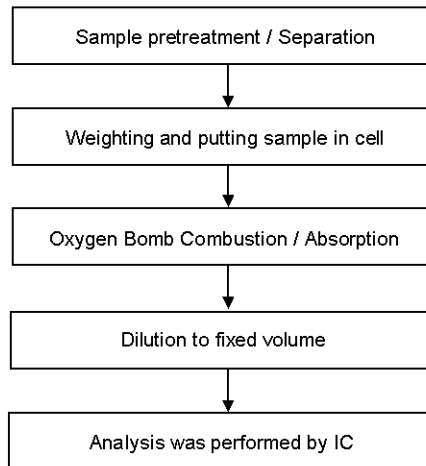 Sample pretreatment / Separation
Weighting and putting sample in cell
Oxygen Bomb Combustion / Absorption
Dilution to fixed volume
Analysis was performed by IC